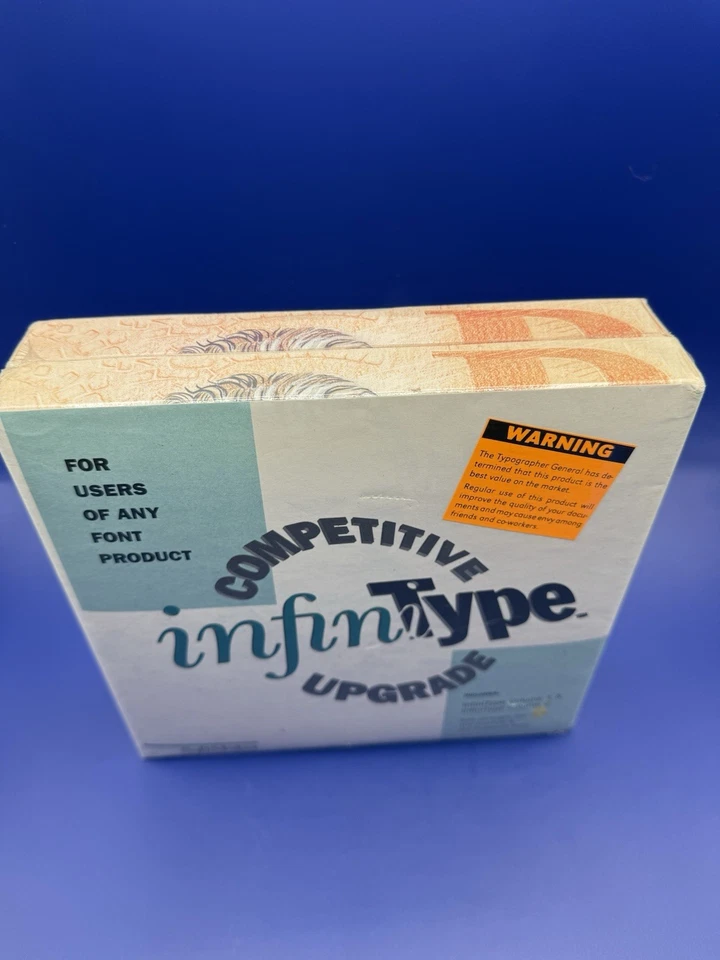 FOR
USERS
OF ANY
FONT
PRODUCT
WARNING
The Typographer General has de-
termined that this product is the
best value on the market.
Regular use of this product will
improve the quality of your docu-
ments and may cause envy among
friends and co-workers.
COMPETITIVE
infiniType
UPGRADE